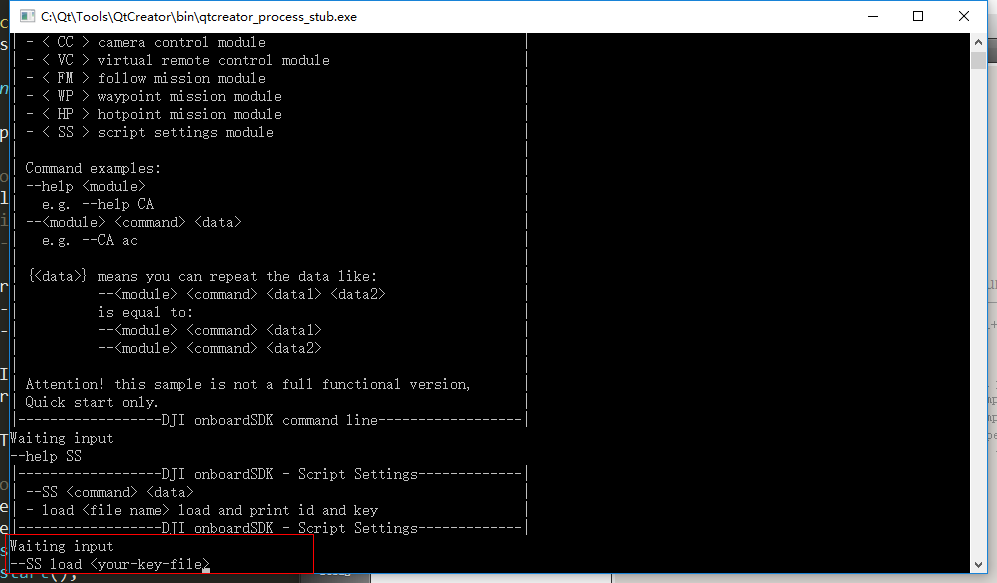 C:\Qt\Tools\QtCreator\bin\qtcreator_process_stub.exe
| - < CC > camera control module |
| - < VC > virtual remote control module |
| - < FM > follow mission module |
| - < WP > waypoint mission module |
| - < HP > hotpoint mission module |
| - < SS > script settings module |
| |
| Command examples: |
| --help <module> |
| e.g. --help CA |
| --<module> <command> <data> |
| e.g. --CA ac |
| |
| {<data>} means you can repeat the data like: |
| --<module> <command> <data1> <data2> |
| is equal to: |
| --<module> <command> <data1> |
| --<module> <command> <data2> |
| |
| Attention! this sample is not a full functional version, |
| Quick start only. |
|------------------DJI onboardSDK command line------------------|
Waiting input
--help SS
|------------------DJI onboardSDK - Script Settings-------------|
| --SS <command> <data> |
| - load <file name> load and print id and key |
|------------------DJI onboardSDK - Script Settings-------------|
Waiting input
--SS load <your-key-file>
start();